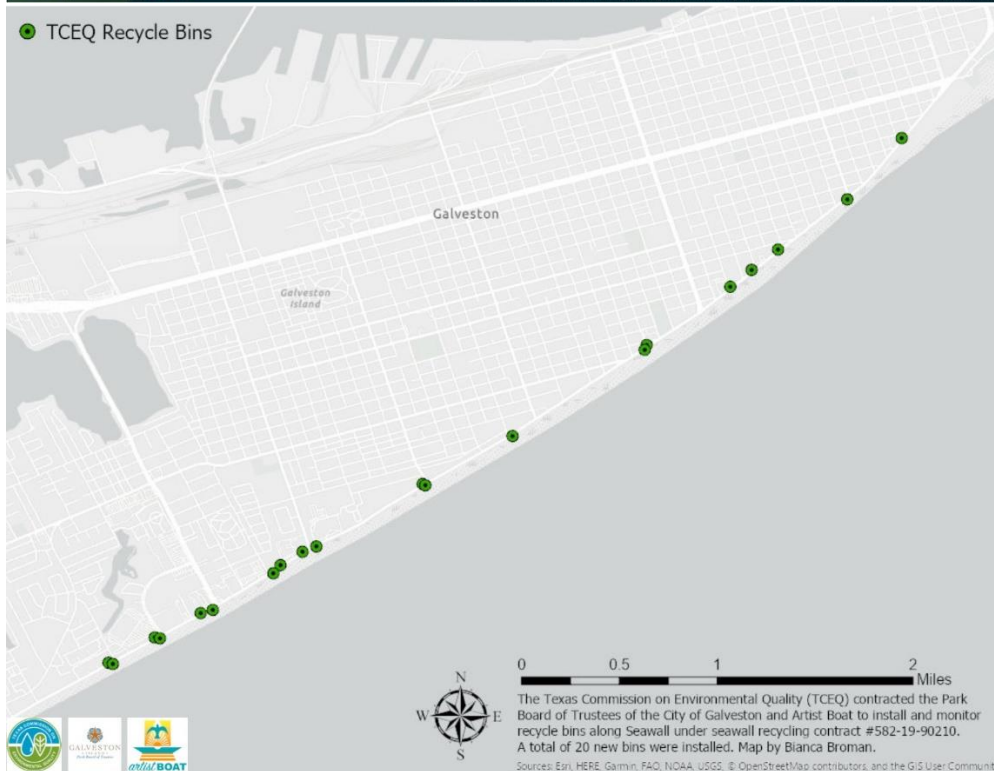 TCEQ Recycle Bins
Galveston
Galveston
Island
N
W E
S
0 0.5 1 2
Miles
The Texas Commission on Environmental Quality (TCEQ) contracted the Park
Board of Trustees of the City of Galveston and Artist Boat to install and monitor
recycle bins along Seawall under seawall recycling contract #582-19-90210.
A total of 20 new bins were installed. Map by Bianca Broman.
Sources: Esri, HERE, Garmin, FAO, NOAA, USGS, © OpenStreetMap contributors, and the GIS User Communit
GALVESTON
artist BOAT